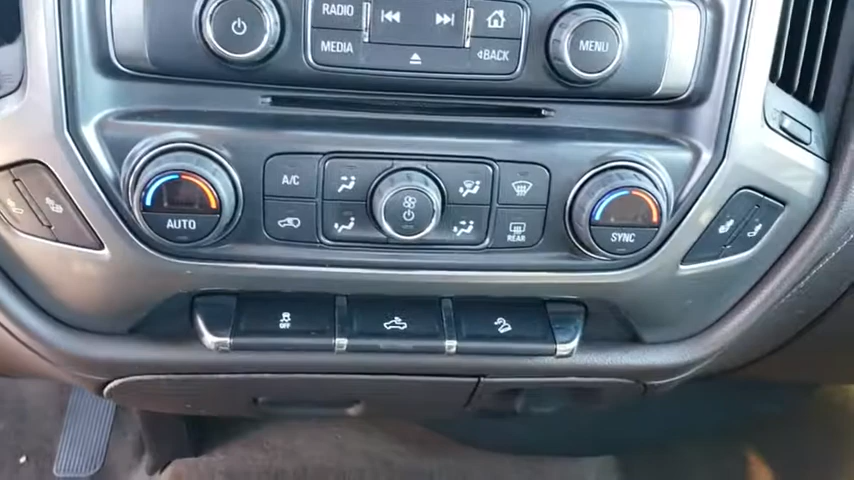 RADIO
MEDIA
BACK
MENU
A/C
AUTO
REAR
SYNC
OFF